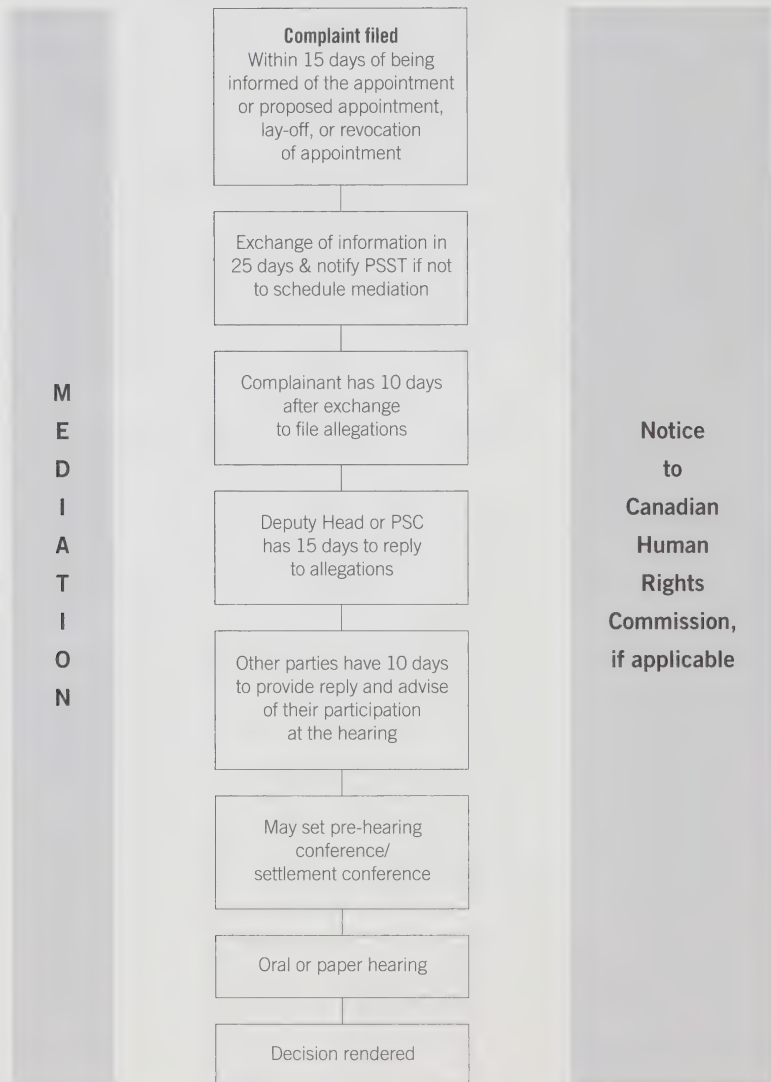 Complaint filed
Within 15 days of being
informed of the appointment
or proposed appointment,
lay-off, or revocation
of appointment
Exchange of information in
25 days & notify PSST if not
to schedule mediation
Complainant has 10 days
after exchange
to file allegations
Deputy Head or PSC
has 15 days to reply
to allegations
Other parties have 10 days
to provide reply and advise
of their participation
at the hearing
May set pre-hearing
conference/
settlement conference
Oral or paper hearing
Decision rendered
M
E
D
I
A
T
I
O
N
Notice
to
Canadian
Human
Rights
Commission,
if applicable